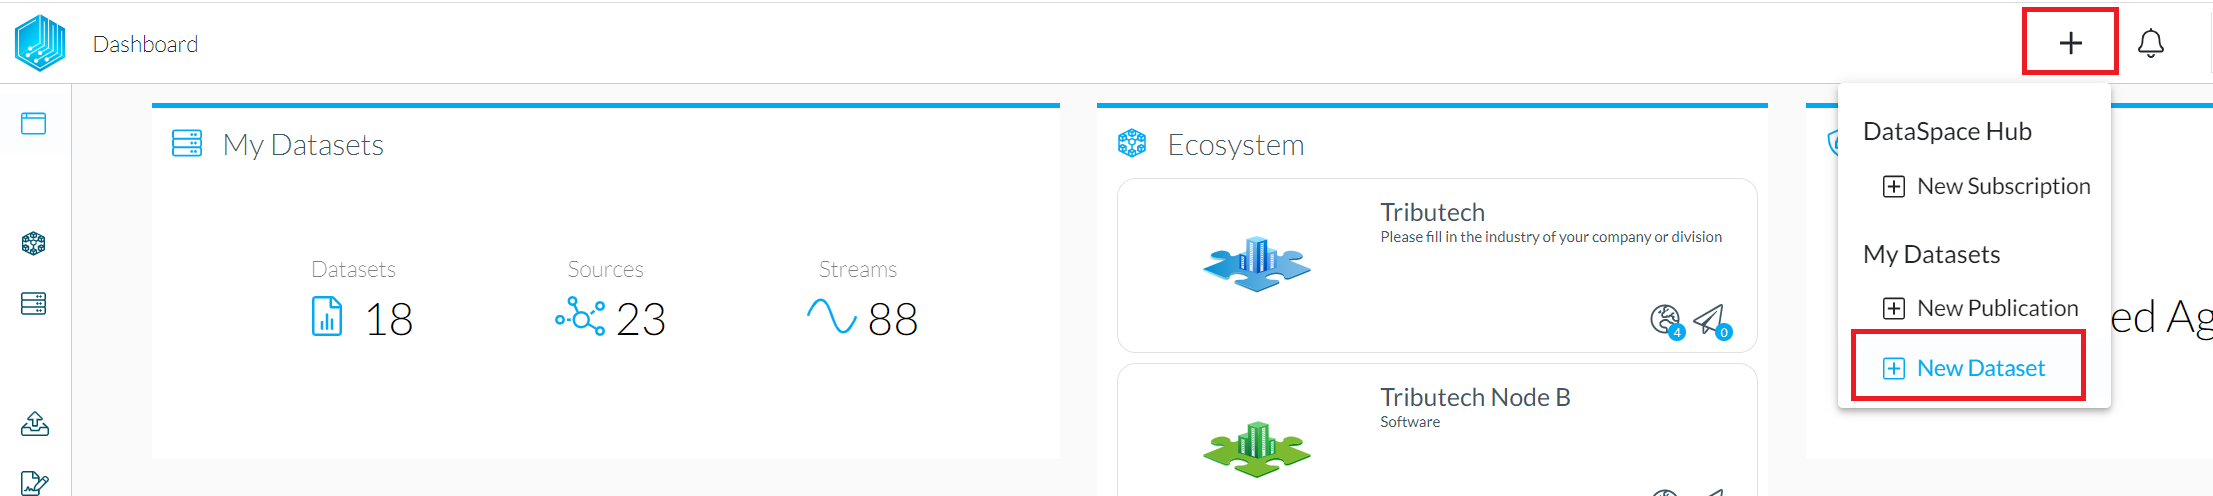 Dashboard
My Datasets
Datasets
18
Sources
23
Streams
88
Ecosystem
Tributech
Please fill in the industry of your company or division
4
0
Tributech Node B
Software
DataSpace Hub
New Subscription
My Datasets
New Publication
New Dataset
ed Ag